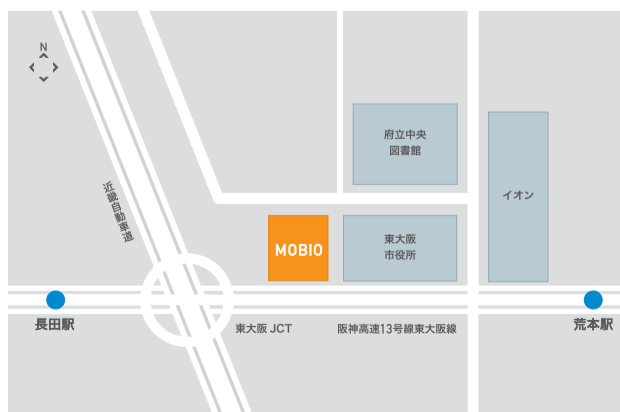 N
府立中央
図書館
近畿自動車道
イオン
MOBIO
東大阪
市役所
長田駅
東大阪 JCT
阪神高速13号線東大阪線
荒本駅